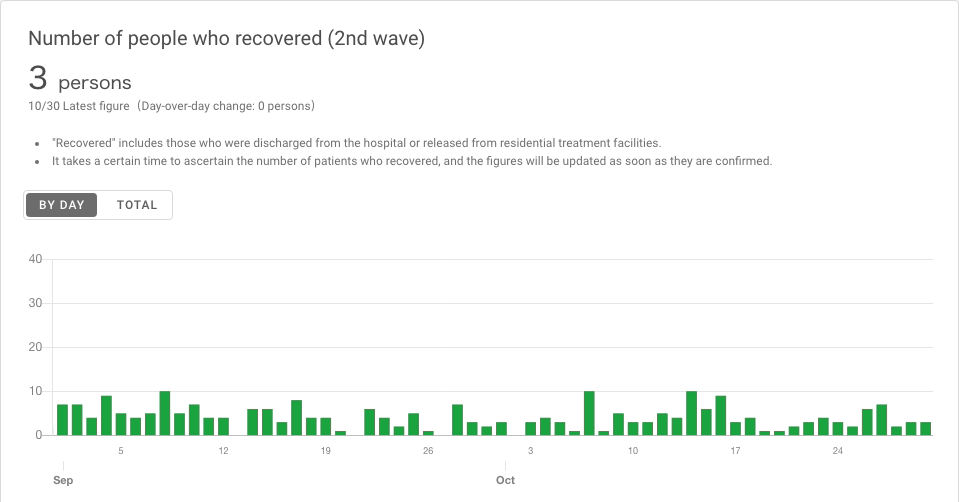 Number of people who recovered (2nd wave)
3 persons
10/30 Latest figure（Day-over-day change: 0 persons）
• "Recovered" includes those who were discharged from the hospital or released from residential treatment facilities.
• It takes a certain time to ascertain the number of patients who recovered, and the figures will be updated as soon as they are confirmed.
BY DAY TOTAL
40
30
20
10
0
5 12 19 26 3 10 17 24
Sep Oct